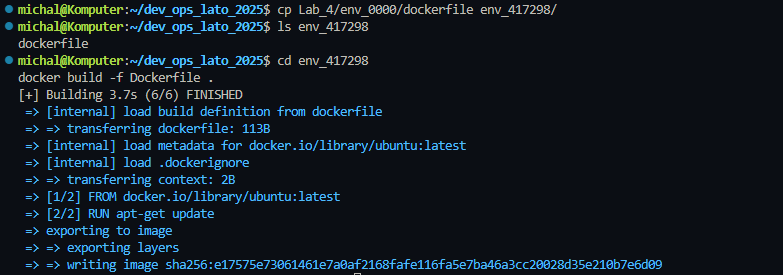 michal@Komputer:~/dev_ops_lato_2025$ cp Lab_4/env_0000/dockerfile env_417298/
michal@Komputer:~/dev_ops_lato_2025$ ls env_417298
dockerfile
michal@Komputer:~/dev_ops_lato_2025$ cd env_417298
docker build -f Dockerfile .
[+] Building 3.7s (6/6) FINISHED
=> [internal] load build definition from dockerfile
=> => transferring dockerfile: 113B
=> [internal] load metadata for docker.io/library/ubuntu:latest
=> [internal] load .dockerignore
=> => transferring context: 2B
=> [1/2] FROM docker.io/library/ubuntu:latest
=> [2/2] RUN apt-get update
=> exporting to image
=> => exporting layers
=> => writing image sha256:e17575e73061461e7a0af2168fafe116fa5e7ba46a3cc20028d35e210b7e6d09